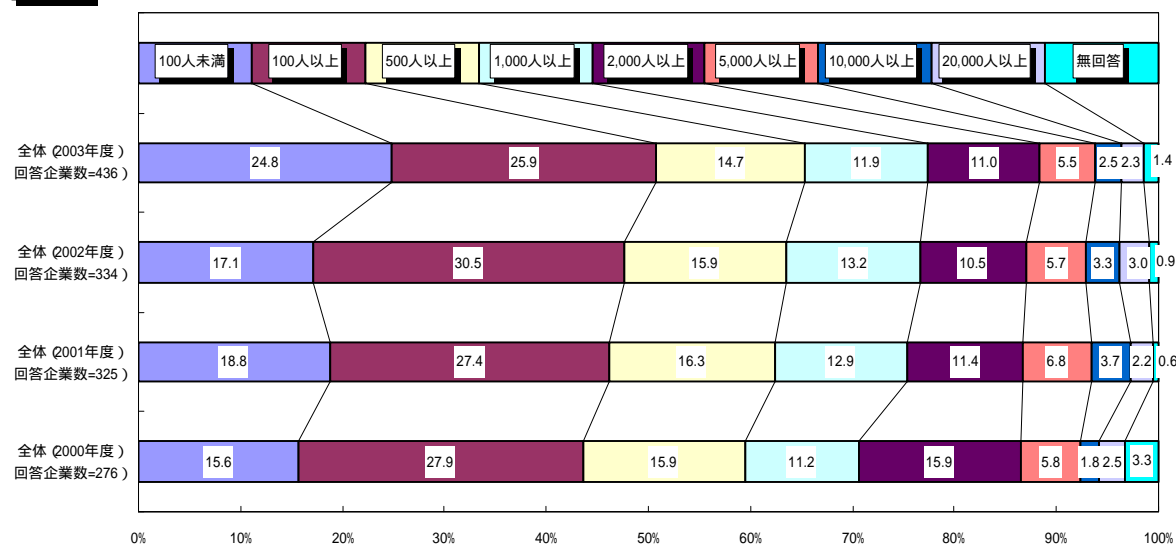 100人未満 100人以上 500人以上 1,000人以上 2,000人以上 5,000人以上 10,000人以上 20,000人以上 無回答
全体（2003年度）
回答企業数=436）
24.8 25.9 14.7 11.9 11.0 5.5 2.5 2.3 1.4
全体（2002年度）
回答企業数=334）
17.1 30.5 15.9 13.2 10.5 5.7 3.3 3.0 0.9
全体（2001年度）
回答企業数=325）
18.8 27.4 16.3 12.9 11.4 6.8 3.7 2.2 0.6
全体（2000年度）
回答企業数=276）
15.6 27.9 15.9 11.2 15.9 5.8 1.8 2.5 3.3
0% 10% 20% 30% 40% 50% 60% 70% 80% 90% 100%